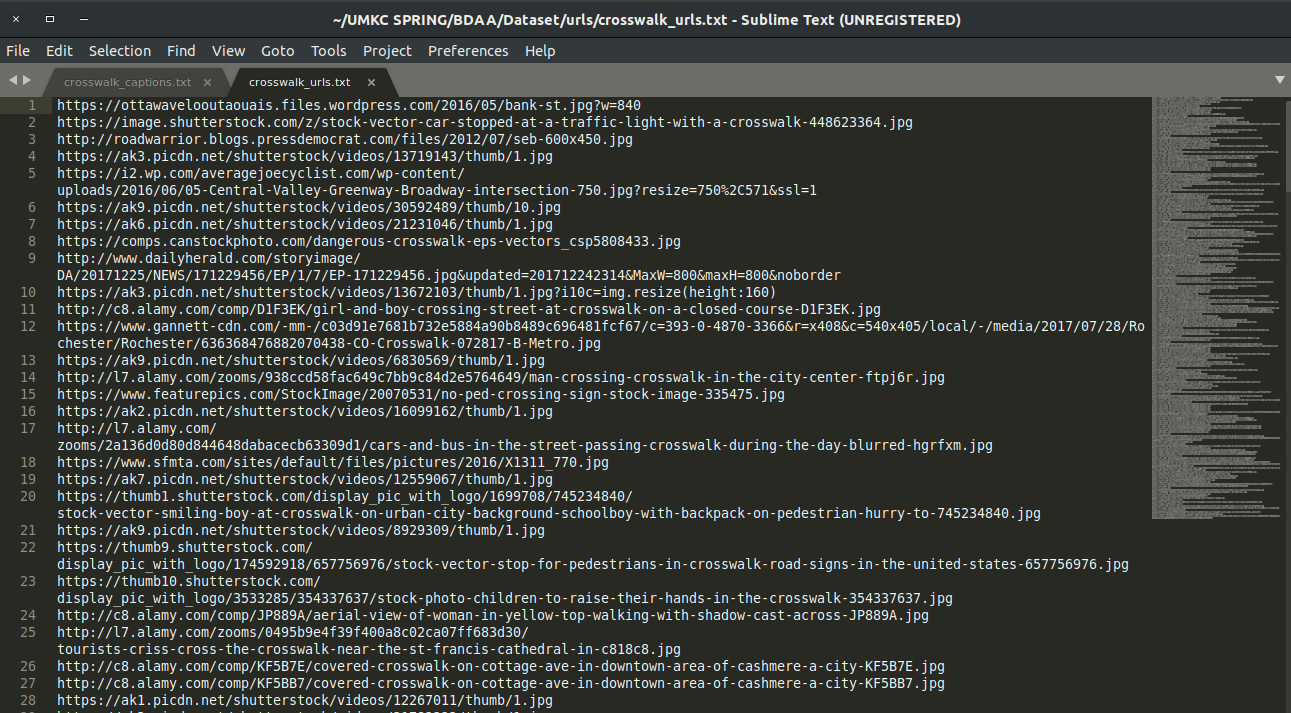 ~/UMKC SPRING/BDAA/Dataset/urls/crosswalk_urls.txt - Sublime Text (UNREGISTERED)
File Edit Selection Find View Goto Tools Project Preferences Help
crosswalk_captions.txt × crosswalk_urls.txt ×
1 https://ottawavelooutaouais.files.wordpress.com/2016/05/bank-st.jpg?w=840
2 https://image.shutterstock.com/z/stock-vector-car-stopped-at-a-traffic-light-with-a-crosswalk-448623364.jpg
3 http://roadwarrior.blogs.pressdemocrat.com/files/2012/07/seb-600x450.jpg
4 https://ak3.picdn.net/shutterstock/videos/13719143/thumb/1.jpg
5 https://i2.wp.com/averagejoecyclist.com/wp-content/
uploads/2016/06/05-Central-Valley-Greenway-Broadway-intersection-750.jpg?resize=750%2C571&ssl=1
6 https://ak9.picdn.net/shutterstock/videos/30592489/thumb/10.jpg
7 https://ak6.picdn.net/shutterstock/videos/21231046/thumb/1.jpg
8 https://comps.canstockphoto.com/dangerous-crosswalk-eps-vectors_csp5808433.jpg
9 http://www.dailyherald.com/storyimage/
DA/20171225/NEWS/171229456/EP/1/7/EP-171229456.jpg&updated=201712242314&MaxW=800&maxH=800&noborder
10 https://ak3.picdn.net/shutterstock/videos/13672103/thumb/1.jpg?i10c=img.resize(height:160)
11 http://c8.alamy.com/comp/D1F3EK/girl-and-boy-crossing-street-at-crosswalk-on-a-closed-course-D1F3EK.jpg
12 https://www.gannett-cdn.com/-mm-/c03d91e7681b732e5884a90b8489c696481fcf67/c=393-0-4870-3366&r=x408&c=540x405/local/-/media/2017/07/28/Ro
chester/Rochester/636368476882070438-CO-Crosswalk-072817-B-Metro.jpg
13 https://ak9.picdn.net/shutterstock/videos/6830569/thumb/1.jpg
14 http://l7.alamy.com/zooms/938ccd58fac649c7bb9c84d2e5764649/man-crossing-crosswalk-in-the-city-center-ftpj6r.jpg
15 https://www.featurepics.com/StockImage/20070531/no-ped-crossing-sign-stock-image-335475.jpg
16 https://ak2.picdn.net/shutterstock/videos/16099162/thumb/1.jpg
17 http://l7.alamy.com/
zooms/2a136d0d80d844648dabacecb63309d1/cars-and-bus-in-the-street-passing-crosswalk-during-the-day-blurred-hgrfxm.jpg
18 https://www.sfmta.com/sites/default/files/pictures/2016/X1311_770.jpg
19 https://ak7.picdn.net/shutterstock/videos/12559067/thumb/1.jpg
20 https://thumb1.shutterstock.com/display_pic_with_logo/1699708/745234840/
stock-vector-smiling-boy-at-crosswalk-on-urban-city-background-schoolboy-with-backpack-on-pedestrian-hurry-to-745234840.jpg
21 https://ak9.picdn.net/shutterstock/videos/8929309/thumb/1.jpg
22 https://thumb9.shutterstock.com/
display_pic_with_logo/174592918/657756976/stock-vector-stop-for-pedestrians-in-crosswalk-road-signs-in-the-united-states-657756976.jpg
23 https://thumb10.shutterstock.com/
display_pic_with_logo/3533285/354337637/stock-photo-children-to-raise-their-hands-in-the-crosswalk-354337637.jpg
24 http://c8.alamy.com/comp/JP889A/aerial-view-of-woman-in-yellow-top-walking-with-shadow-cast-across-JP889A.jpg
25 http://l7.alamy.com/zooms/0495b9e4f39f400a8c02ca07ff683d30/
tourists-criss-cross-the-crosswalk-near-the-st-francis-cathedral-in-c818c8.jpg
26 http://c8.alamy.com/comp/KF5B7E/covered-crosswalk-on-cottage-ave-in-downtown-area-of-cashmere-a-city-KF5B7E.jpg
27 http://c8.alamy.com/comp/KF5BB7/covered-crosswalk-on-cottage-ave-in-downtown-area-of-cashmere-a-city-KF5BB7.jpg
28 https://ak1.picdn.net/shutterstock/videos/12267011/thumb/1.jpg